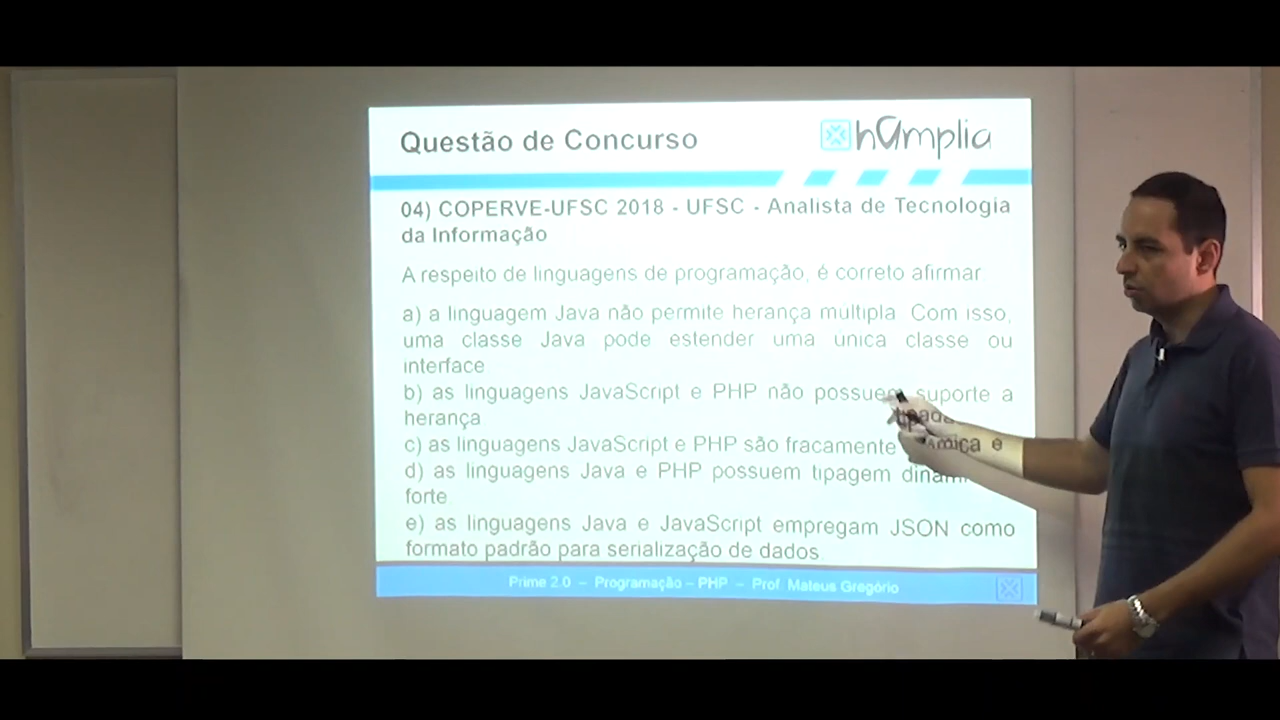 Questão de Concurso
hãmplia
04) COPERVE-UFSC 2018 - UFSC - Analista de Tecnologia
da Informação
A respeito de linguagens de programação, é correto afirmar
a) a linguagem Java não permite herança múltipla Com isso,
uma classe Java pode estender uma única classe ou
interface
b) as linguagens JavaScript e PHP não possuem suporte a
herança
c) as linguagens JavaScript e PHP são fracamente tipadas
d) as linguagens Java e PHP possuem tipagem dinâmica e
forte
e) as linguagens Java e JavaScript empregam JSON como
formato padrão para serialização de dados
Prime 2.0 – Programação – PHP – Prof. Mateus Gregório